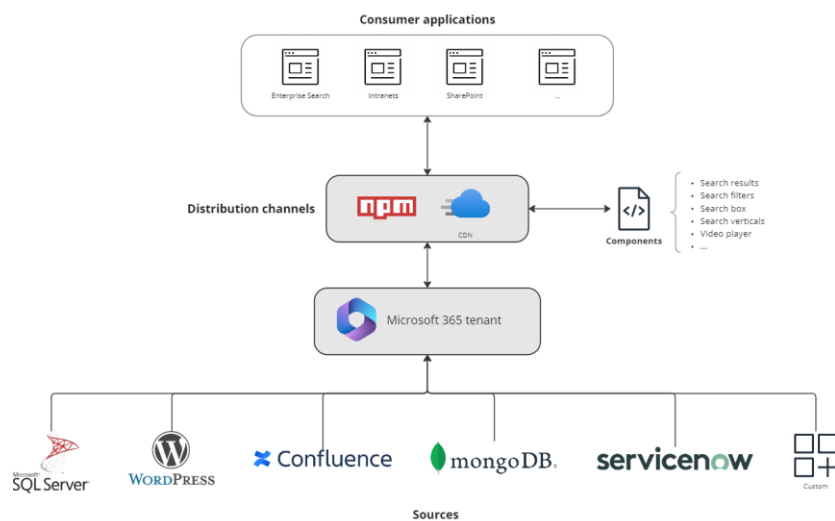 Consumer applications
Enterprise Search
Intranets
SharePoint
...
Distribution channels
npm
CDN
Components
Search results
Search filters
Search box
Search verticals
Video player
...
Microsoft 365 tenant
Microsoft
SQL Server
WORDPRESS
Confluence
mongoDB
servicenow
Custom
Sources